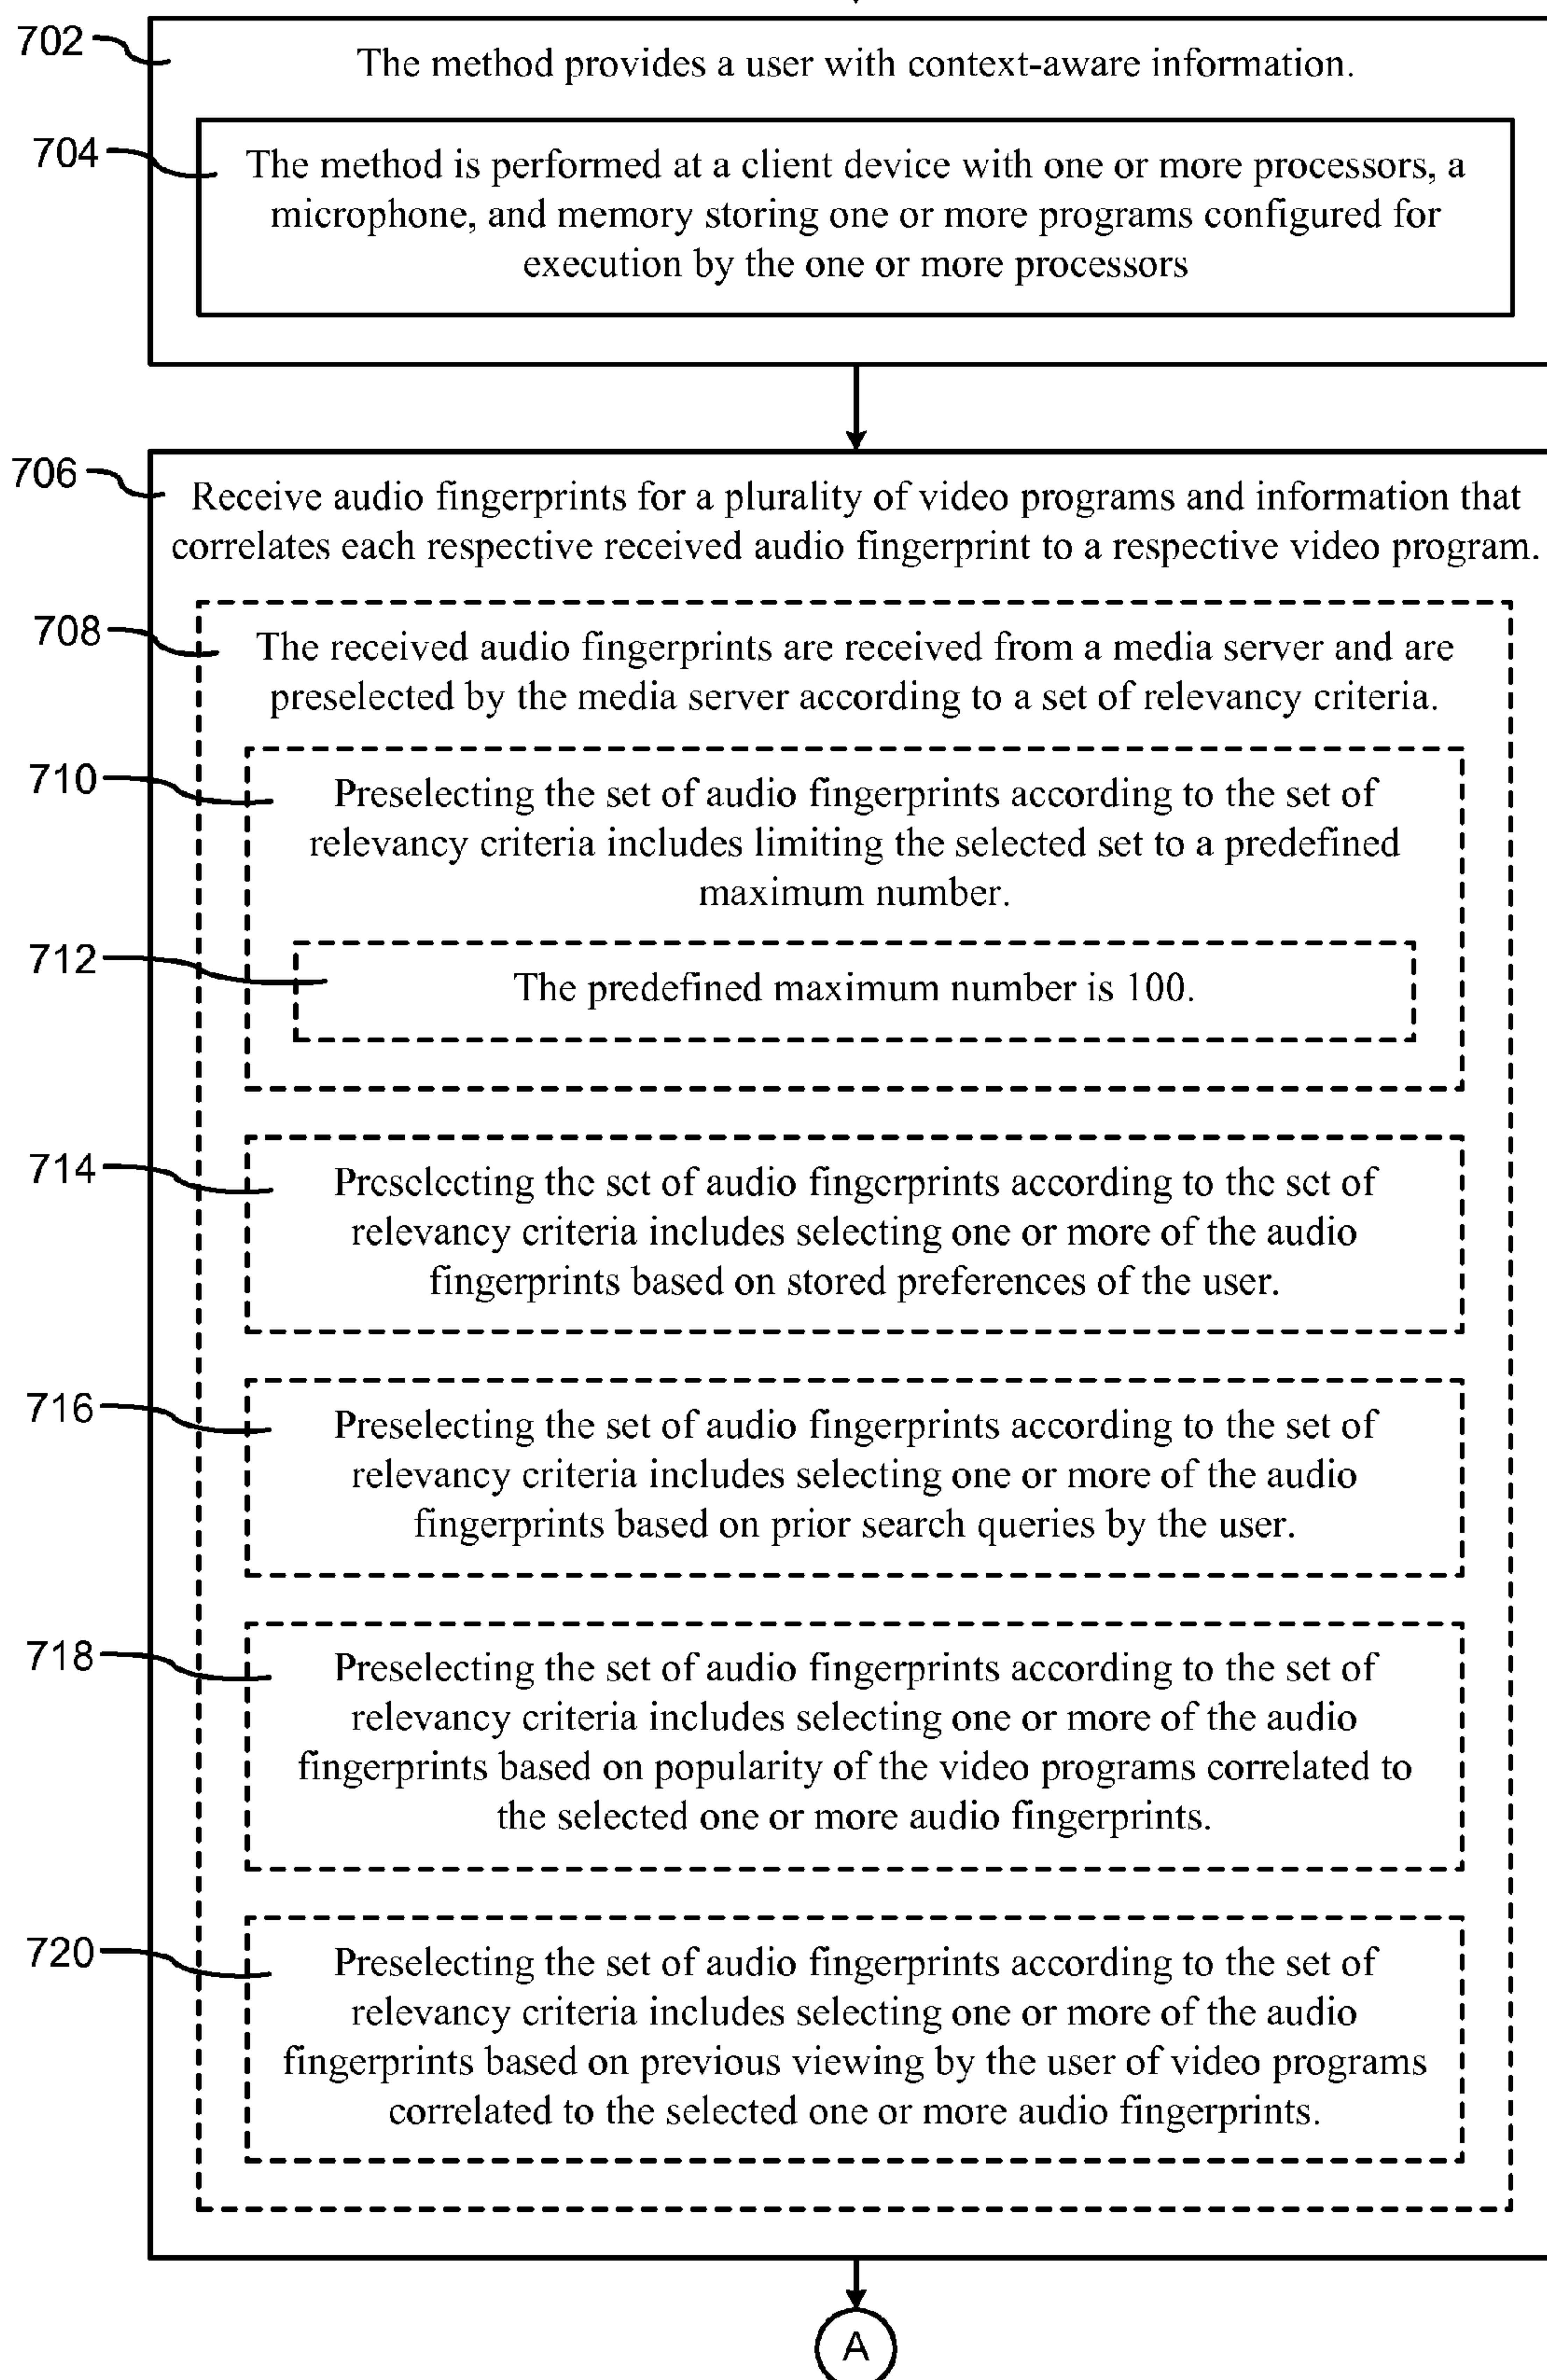 702
The method provides a user with context-aware information.
704
The method is performed at a client device with one or more processors, a
microphone, and memory storing one or more programs configured for
execution by the one or more processors
706
Receive audio fingerprints for a plurality of video programs and information that
correlates each respective received audio fingerprint to a respective video program.
708
The received audio fingerprints are received from a media server and are
preselected by the media server according to a set of relevancy criteria.
710
Preselecting the set of audio fingerprints according to the set of
relevancy criteria includes limiting the selected set to a predefined
maximum number.
712
The predefined maximum number is 100.
714
Preselecting the set of audio fingerprints according to the set of
relevancy criteria includes selecting one or more of the audio
fingerprints based on stored preferences of the user.
716
Preselecting the set of audio fingerprints according to the set of
relevancy criteria includes selecting one or more of the audio
fingerprints based on prior search queries by the user.
718
Preselecting the set of audio fingerprints according to the set of
relevancy criteria includes selecting one or more of the audio
fingerprints based on popularity of the video programs correlated to
the selected one or more audio fingerprints.
720
Preselecting the set of audio fingerprints according to the set of
relevancy criteria includes selecting one or more of the audio
fingerprints based on previous viewing by the user of video programs
correlated to the selected one or more audio fingerprints.
A